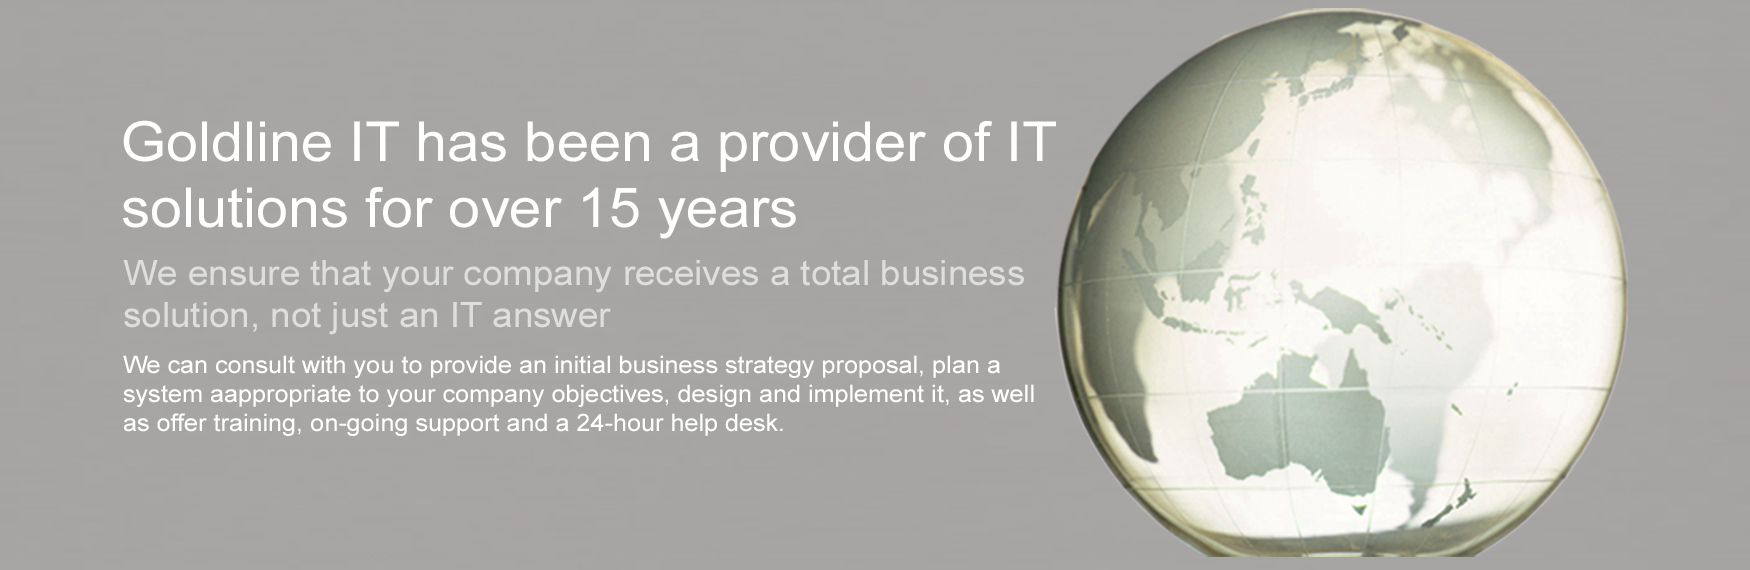 Goldline IT has been a provider of IT
solutions for over 15 years
We ensure that your company receives a total business
solution, not just an IT answer
We can consult with you to provide an initial business strategy proposal, plan a
system aappropriate to your company objectives, design and implement it, as well
as offer training, on-going support and a 24-hour help desk.